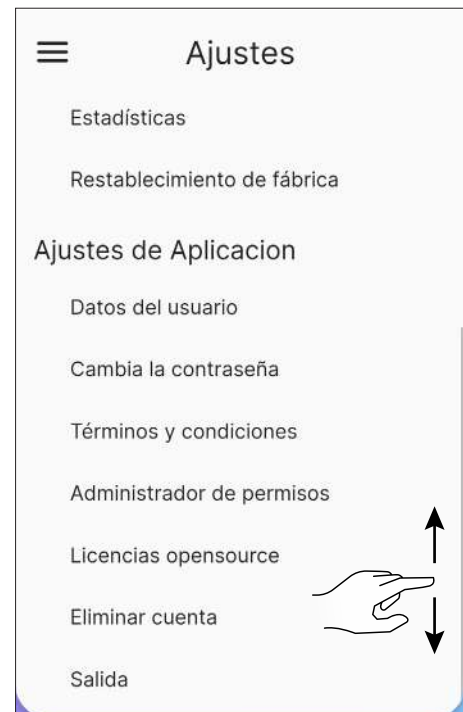 Ajustes
Estadísticas
Restablecimiento de fábrica
Ajustes de Aplicacion
Datos del usuario
Cambia la contraseña
Términos y condiciones
Administrador de permisos
Licencias opensource
Eliminar cuenta
Salida